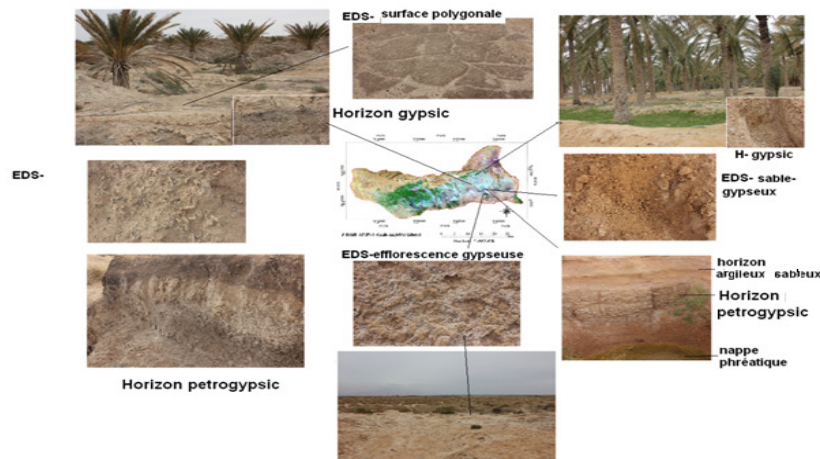 EDS- surface polygonale
Horizon gypsic
H- gypsic
EDS-
EDS- sable-
gypseux
EDS-efflorescence gypseuse
horizon
argileux sableux
Horizon
petrogypsic
nappe
phréatique
Horizon petrogypsic